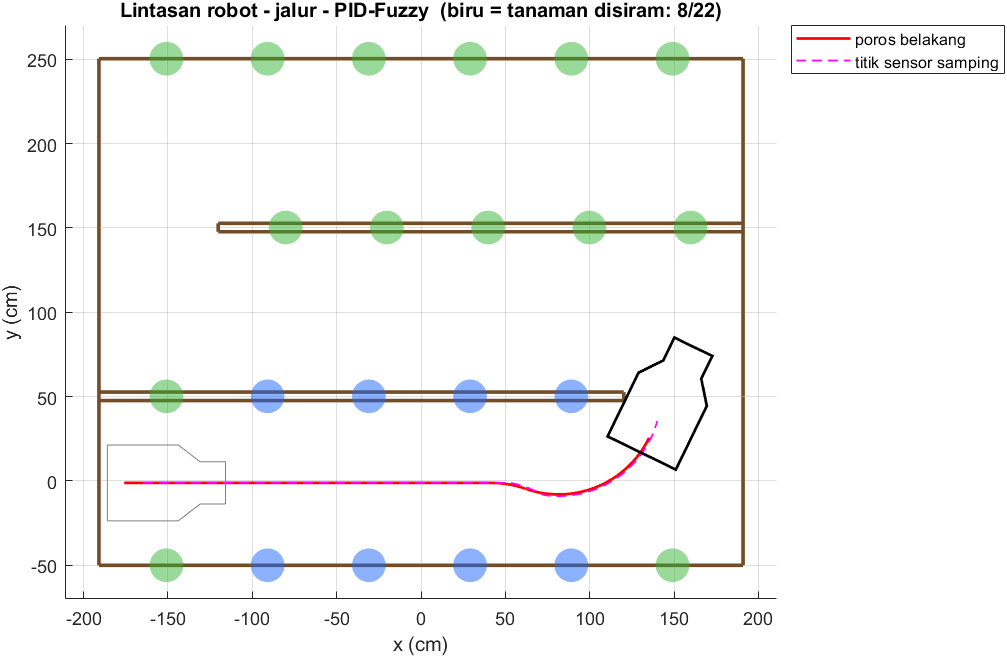 Lintasan robot - jalur - PID-Fuzzy (biru = tanaman disiram: 8/22)
poros belakang
titik sensor samping
250
200
150
100
50
0
-50
y (cm)
-200 -150 -100 -50 0 50 100 150 200
x (cm)